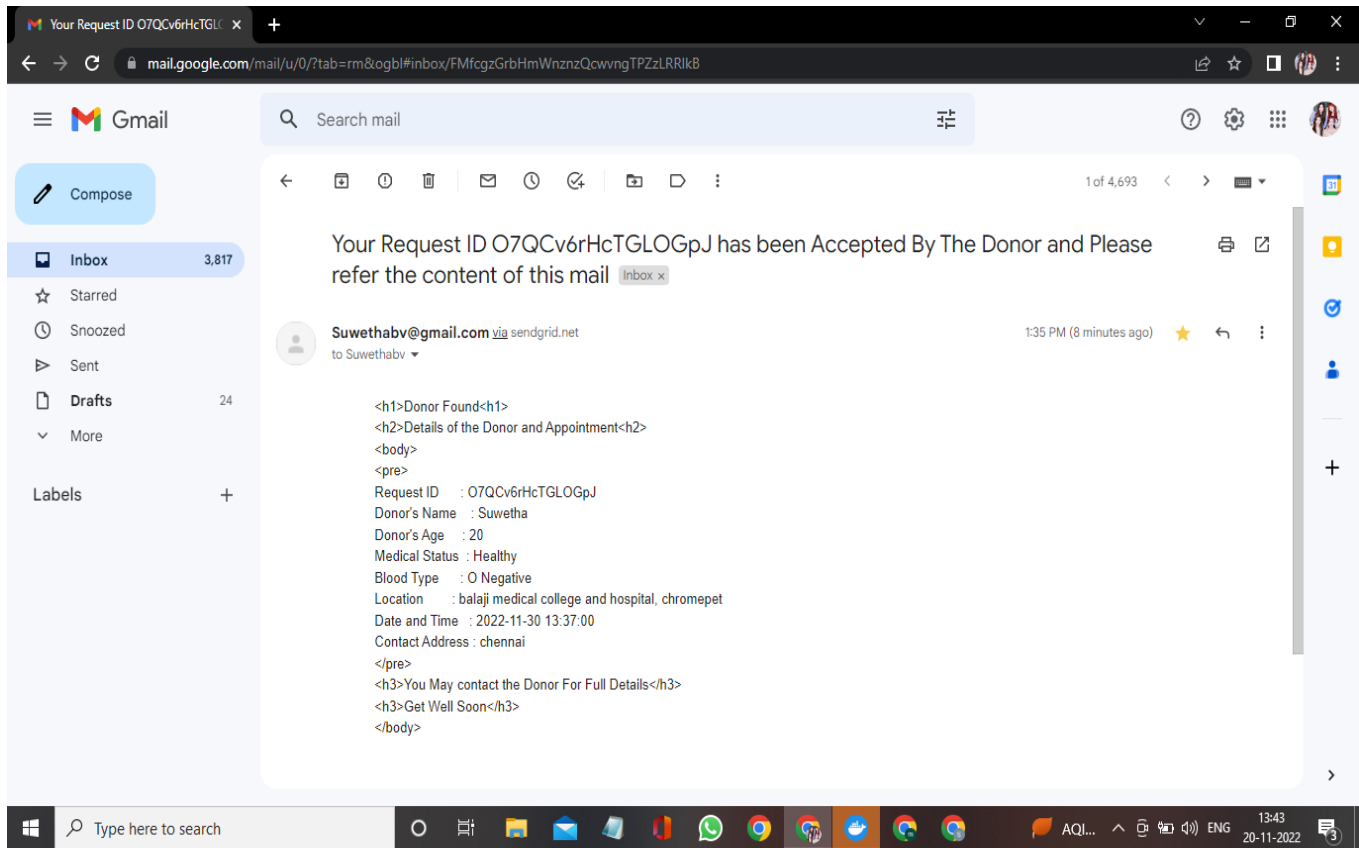 Your Request ID O7QCv6rHcTGLC
mail.google.com/mail/u/0/?tab=rm&ogbl#inbox/FMfcgzGrbHmWnznzQcwvngTPZzLRRlkB
Gmail
Search mail
Compose
1 of 4,693
31
Your Request ID O7QCv6rHcTGLOGpJ has been Accepted By The Donor and Please
refer the content of this mail Inbox x
Inbox 3,817
Starred
Snoozed
Sent
Drafts 24
More
Labels
Suwethabv@gmail.com via sendgrid.net 1:35 PM (8 minutes ago)
to Suwethabv
<h1>Donor Found<h1>
<h2>Details of the Donor and Appointment<h2>
<body>
<pre>
Request ID : O7QCv6rHcTGLOGpJ
Donor's Name : Suwetha
Donor's Age : 20
Medical Status : Healthy
Blood Type : O Negative
Location : balaji medical college and hospital, chromepet
Date and Time : 2022-11-30 13:37:00
Contact Address : chennai
</pre>
<h3>You May contact the Donor For Full Details</h3>
<h3>Get Well Soon</h3>
</body>
Type here to search
AQI... ENG 13:43
20-11-2022
3